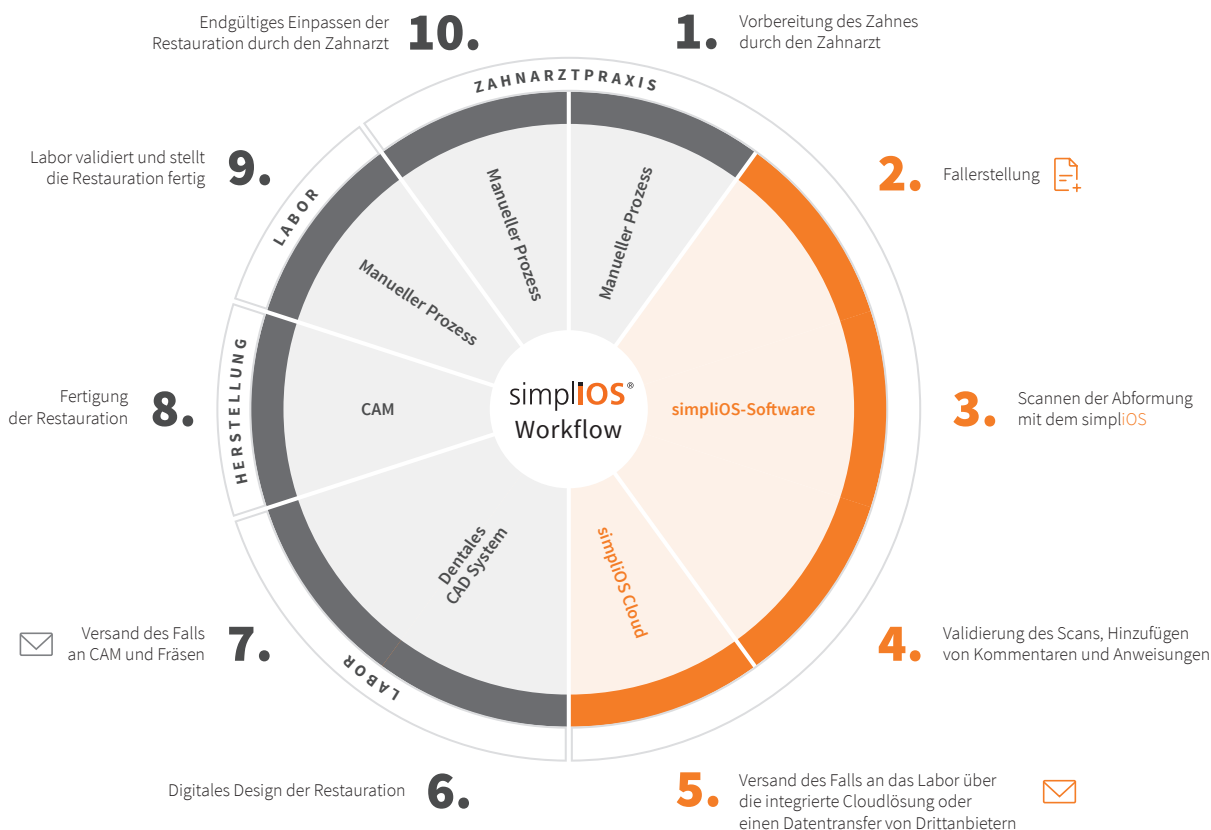 Endgültiges Einpassen der
Restauration durch den Zahnarzt
10.
1.
Vorbereitung des Zahnes
durch den Zahnarzt
ZAHNARZTPRAXIS
Labor validiert und stellt
die Restauration fertig
9.
2.
Fallerstellung
LABOR
Manueller Prozess
Manueller Prozess
Manueller Prozess
HERSTELLUNG
Fertigung
der Restauration
8.
CAM
simpliOS®
Workflow
simpliOS-Software
3.
Scannen der Abformung
mit dem simpliOS
Dentales
CAD System
simpliOS Cloud
Versand des Falls
an CAM und Fräsen
7.
LABOR
4.
Validierung des Scans, Hinzufügen
von Kommentaren und Anweisungen
Digitales Design der Restauration
6.
5.
Versand des Falls an das Labor über
die integrierte Cloudlösung oder
einen Datentransfer von Drittanbietern